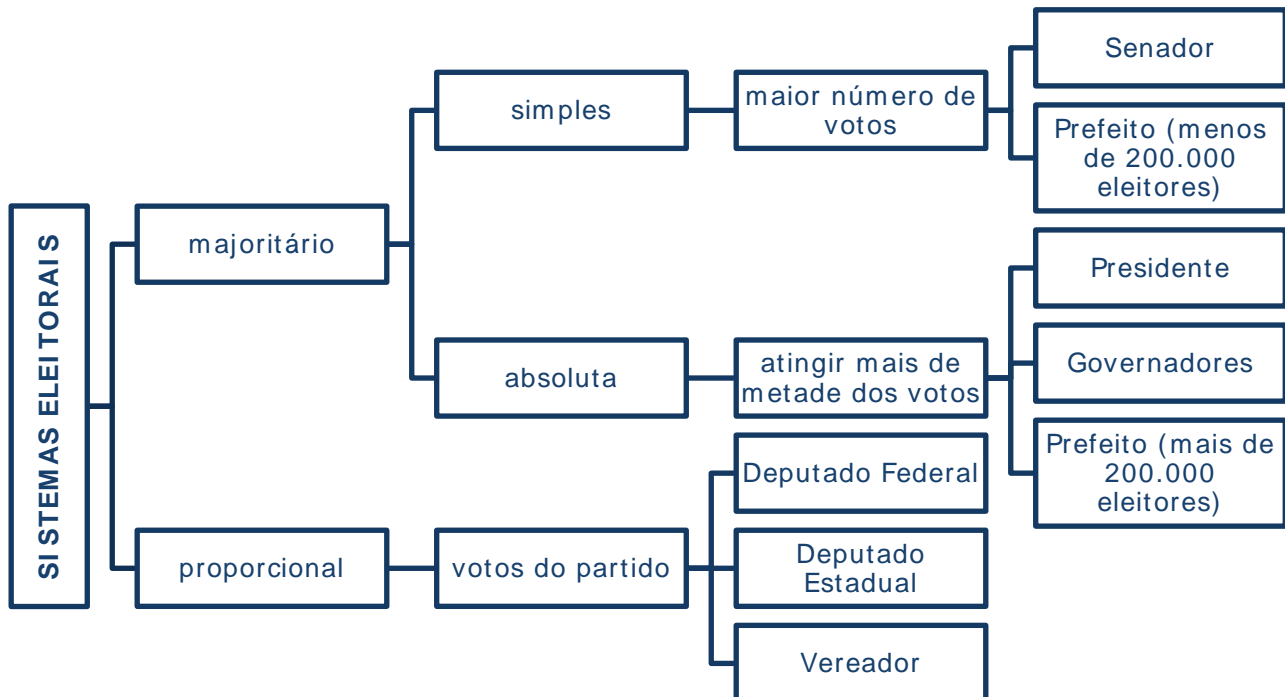 SISTEMAS ELEITORAIS
majoritário
simples
maior número de
votos
Senador
Prefeito (menos
de 200.000
eleitores)
absoluta
atingir mais de
metade dos votos
Presidente
Governadores
Prefeito (mais de
200.000
eleitores)
proporcional
votos do partido
Deputado Federal
Deputado
Estadual
Vereador